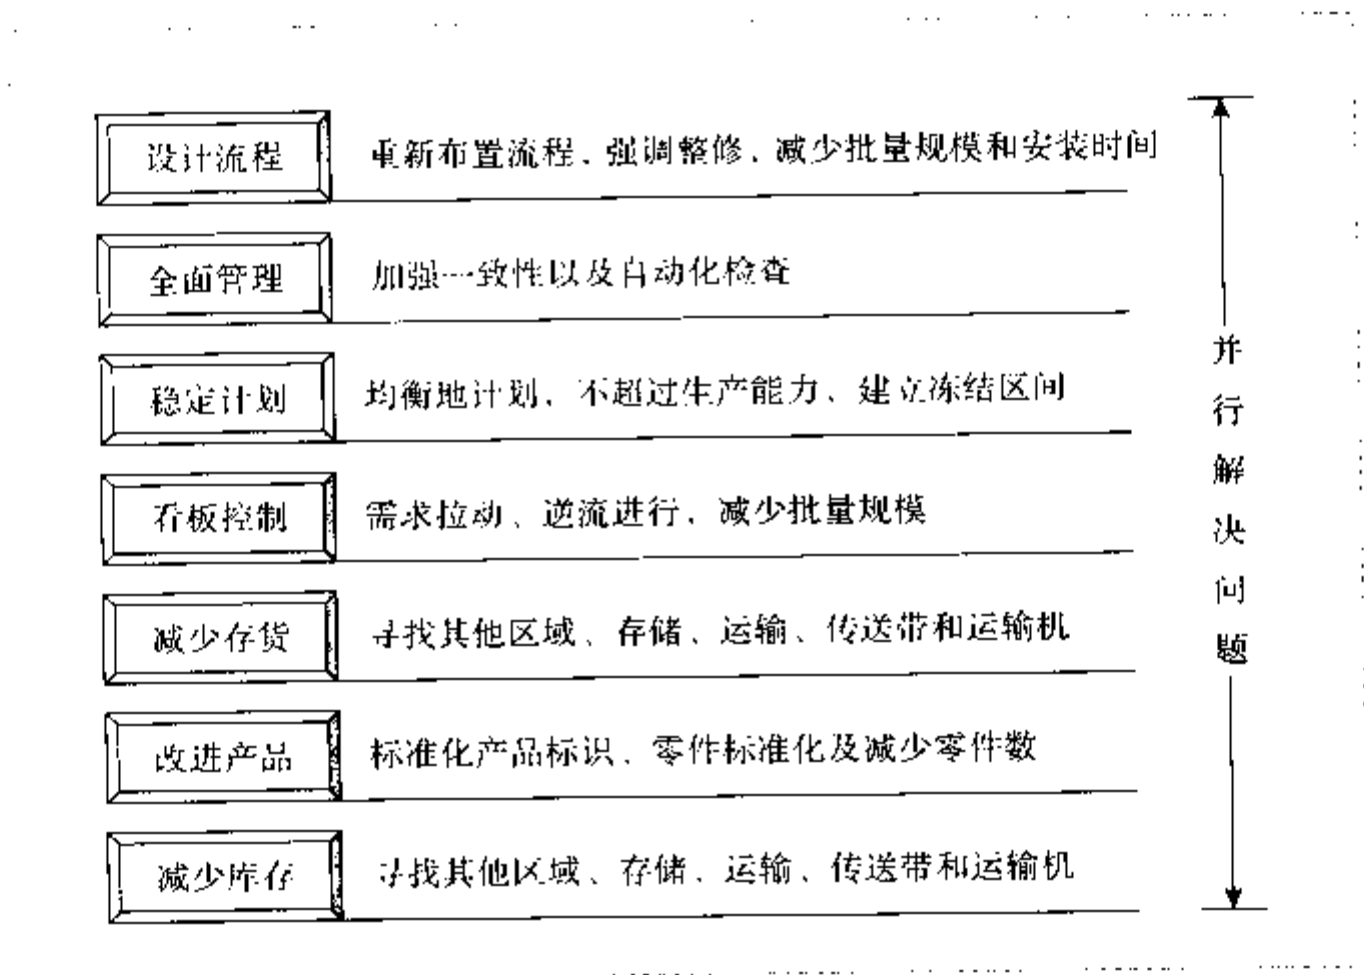 设计流程 重新布置流程、强调整修、减少批量规模和安装时间
全面管理 加强一致性以及自动化检查
稳定计划 均衡地计划、不超过生产能力、建立冻结区间
看板控制 需求拉动、逆流进行、减少批量规模
减少存货 寻找其他区域、存储、运输、传送带和运输机
改进产品 标准化产品标识、零件标准化及减少零件数
减少库存 寻找其他区域、存储、运输、传送带和运输机
并行解决问题